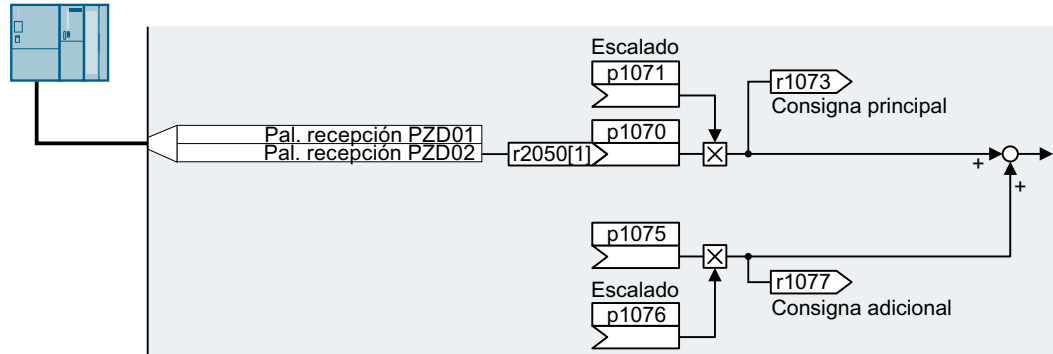 Escalado
p1071
r1073
Consigna principal
Pal. recepción PZD01
Pal. recepción PZD02
r2050[1]
p1070
+
+
p1075
r1077
Consigna adicional
Escalado
p1076